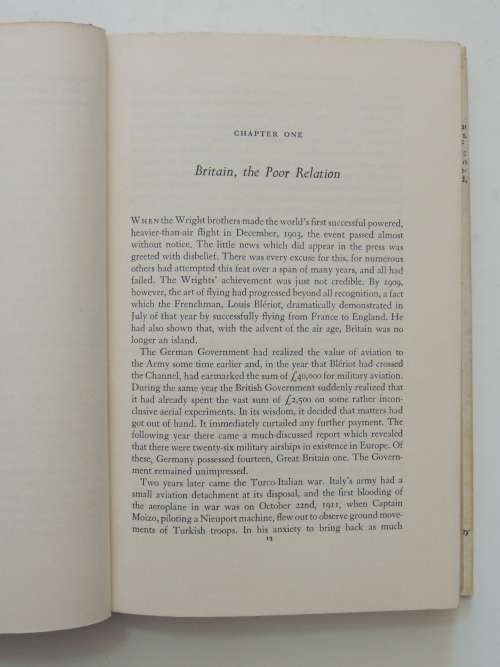 CHAPTER ONE
Britain, the Poor Relation
WHEN the Wright brothers made the world's first successful powered,
heavier-than-air flight in December, 1903, the event passed almost
without notice. The little news which did appear in the press was
greeted with disbelief. There was every excuse for this, for numerous
others had attempted this feat over a span of many years, and all had
failed. The Wrights' achievement was just not credible. By 1909,
however, the art of flying had progressed beyond all recognition, a fact
which the Frenchman, Louis Blériot, dramatically demonstrated in
July of that year by successfully flying from France to England. He
had also shown that, with the advent of the air age, Britain was no
longer an island.
The German Government had realized the value of aviation to
the Army some time earlier and, in the year that Blériot had crossed
the Channel, had earmarked the sum of £40,000 for military aviation.
During the same year the British Government suddenly realized that
it had already spent the vast sum of £2,500 on some rather incon-
clusive aerial experiments. In its wisdom, it decided that matters had
got out of hand. It immediately curtailed any further payment. The
following year there came a much-discussed report which revealed
that there were twenty-six military airships in existence in Europe. Of
these, Germany possessed fourteen, Great Britain one. The Govern-
ment remained unimpressed.
Two years later came the Turco-Italian war. Italy's army had a
small aviation detachment at its disposal, and the first blooding of
the aeroplane in war was on October 22nd, 1911, when Captain
Moizo, piloting a Nieuport machine, flew out to observe ground move-
ments of Turkish troops. In his anxiety to bring back as much
13